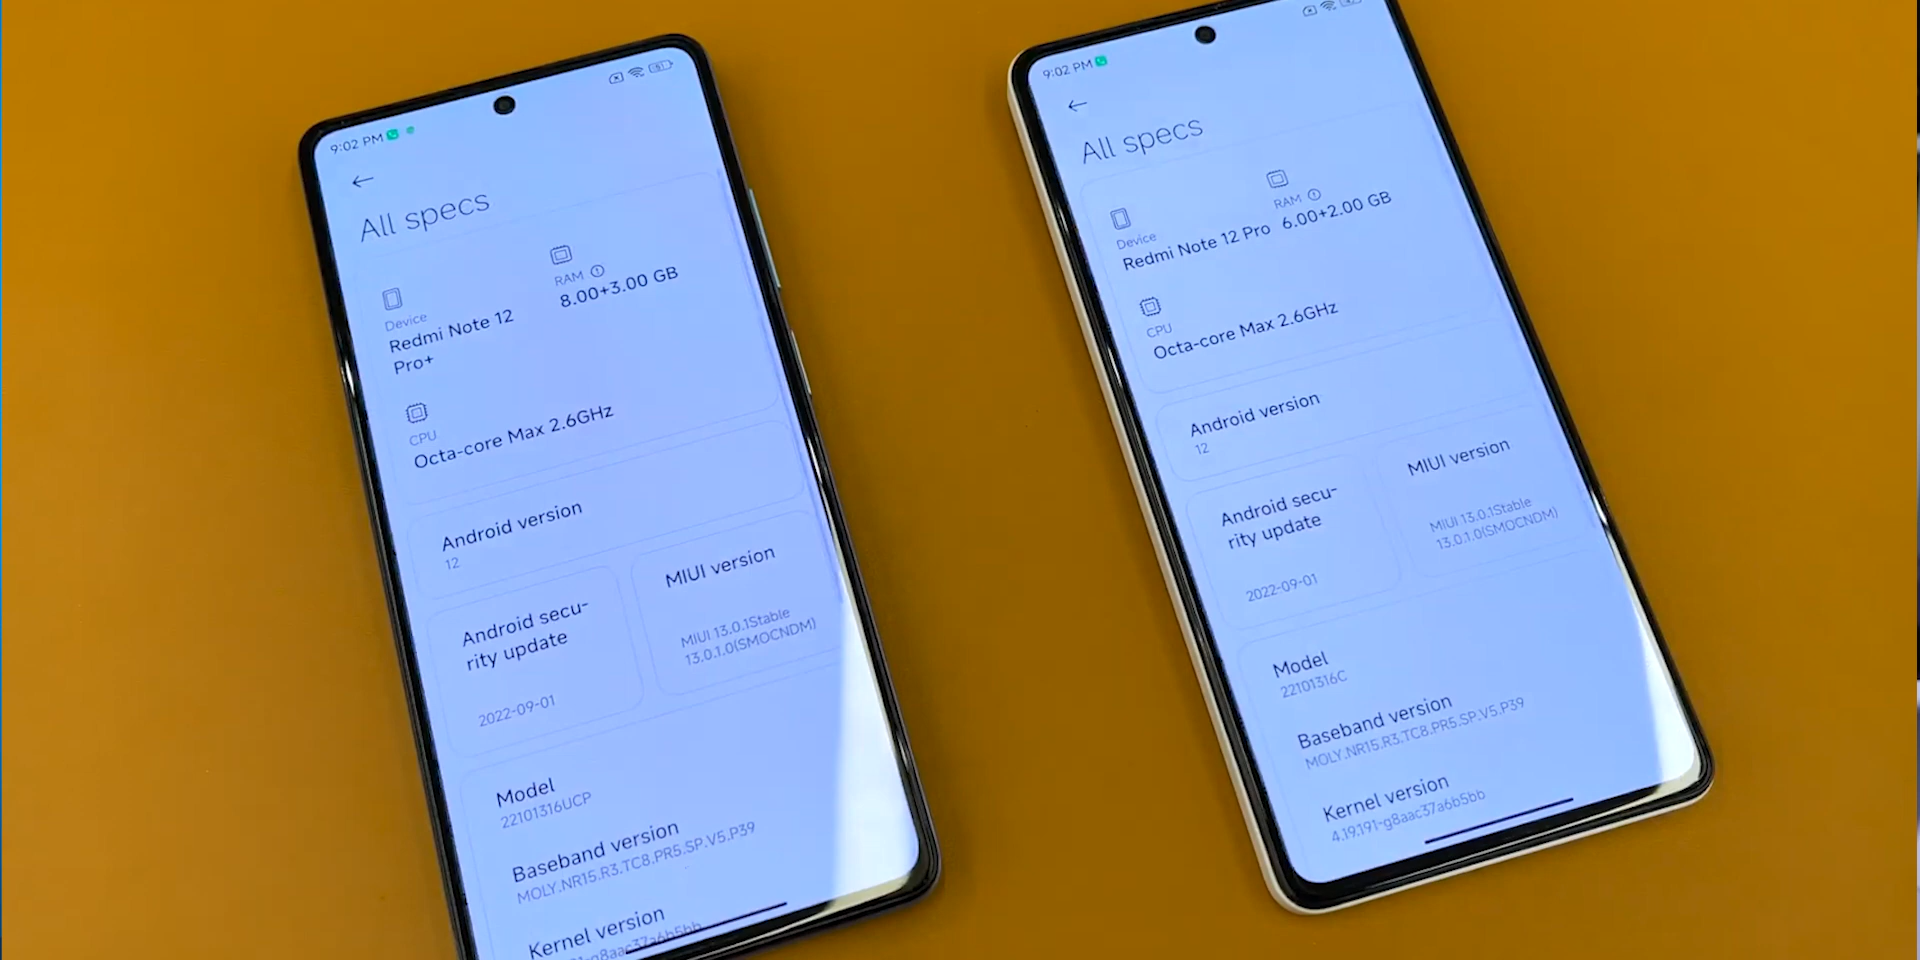 9:02 PM
All specs
Device
Redmi Note 12
Pro+
RAM
8.00+3.00 GB
CPU
Octa-core Max 2.6GHz
Android version
12
Android secu-
rity update
2022-09-01
MIUI version
MIUI 13.0.1Stable
13.0.1.0(SMOCNDM)
Model
22101316UCP
Baseband version
MOLY.NR15.R3.TC8.PR5.SP.V5.P39
Kernel version
9:02 PM
All specs
Device
Redmi Note 12 Pro
RAM
6.00+2.00 GB
CPU
Octa-core Max 2.6GHz
Android version
12
Android secu-
rity update
2022-09-01
MIUI version
MIUI 13.0.1Stable
13.0.1.0(SMOCNDM)
Model
22101316C
Baseband version
MOLY.NR15.R3.TC8.PR5.SP.V5.P39
Kernel version
4.19.191-g8aac37a6b5bb